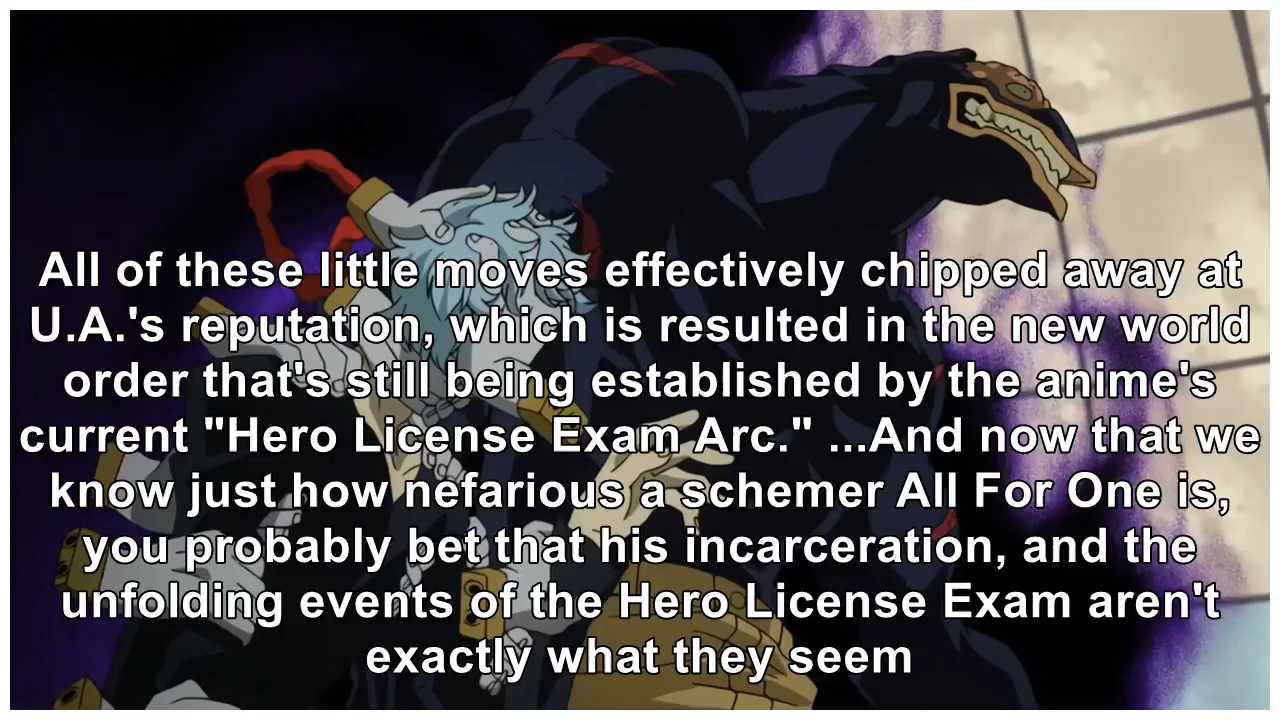 All of these little moves effectively chipped away at
U.A.'s reputation, which is resulted in the new world
order that's still being established by the anime's
current "Hero License Exam Arc." ...And now that we
know just how nefarious a schemer All For One is,
you probably bet that his incarceration, and the
unfolding events of the Hero License Exam aren't
exactly what they seem